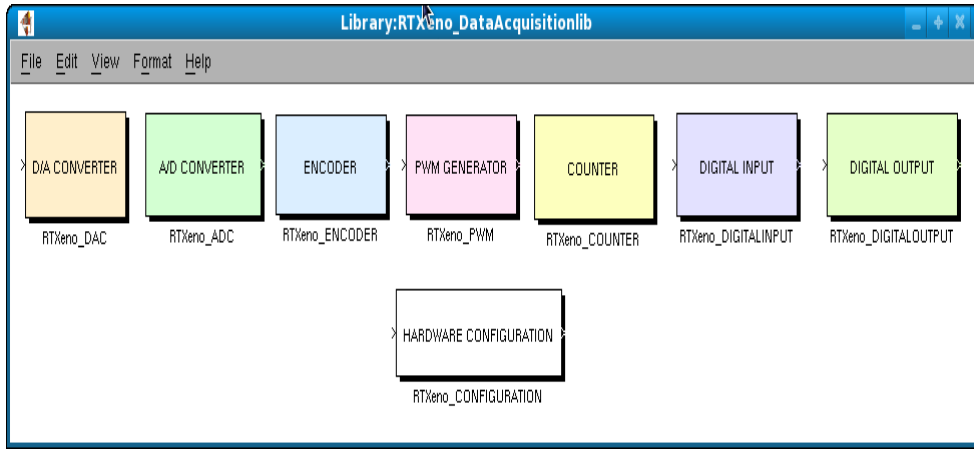 Library:RTXeno_DataAcquisitionlib
File Edit View Format Help
D/A CONVERTER A/D CONVERTER ENCODER PWM GENERATOR COUNTER DIGITAL INPUT DIGITAL OUTPUT
RTXeno_DAC RTXeno_ADC RTXeno_ENCODER RTXeno_PWM RTXeno_COUNTER RTXeno_DIGITALINPUT RTXeno_DIGITALOUTPUT
HARDWARE CONFIGURATION
RTXeno_CONFIGURATION